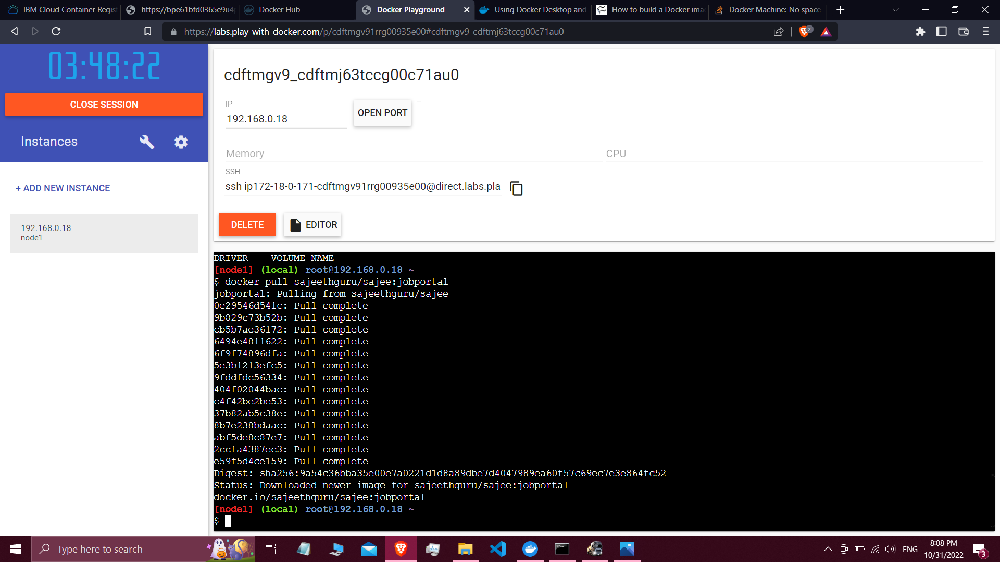 IBM Cloud Container Regist
https://bpe61bfd0365e9u4
Docker Hub
Docker Playground
Using Docker Desktop and
How to build a Docker ima
Docker Machine: No space
https://labs.play-with-docker.com/p/cdftmgv91rrg00935e00#cdftmgv9_cdftmj63tccg00c71au0
2
03:48:22
CLOSE SESSION
Instances
+ ADD NEW INSTANCE
192.168.0.18
node1
cdftmgv9_cdftmj63tccg00c71au0
IP
192.168.0.18
OPEN PORT
Memory
CPU
SSH
ssh ip172-18-0-171-cdftmgv91rrg00935e00@direct.labs.pla
DELETE
EDITOR
DRIVER    VOLUME NAME
[node1] (local) root@192.168.0.18 ~
$ docker pull sajeethguru/sajee:jobportal
jobportal: Pulling from sajeethguru/sajee
0e29546d541c: Pull complete
9b829c73b52b: Pull complete
cb5b7ae36172: Pull complete
6494e4811622: Pull complete
6f9f74896dfa: Pull complete
5e3b1213efc5: Pull complete
9fddfdc56334: Pull complete
404f02044bac: Pull complete
c4f42be2be53: Pull complete
37b82ab5c38e: Pull complete
8b7e238bdaac: Pull complete
abf5de8c87e7: Pull complete
2ccfa4387ec3: Pull complete
e59f5d4ce159: Pull complete
Digest: sha256:9a54c36bba35e00e7a0221d1d8a89dbe7d4047989ea60f57c69ec7e3e864fc52
Status: Downloaded newer image for sajeethguru/sajee:jobportal
docker.io/sajeethguru/sajee:jobportal
[node1] (local) root@192.168.0.18 ~
$
Type here to search
ENG
8:08 PM
10/31/2022
3